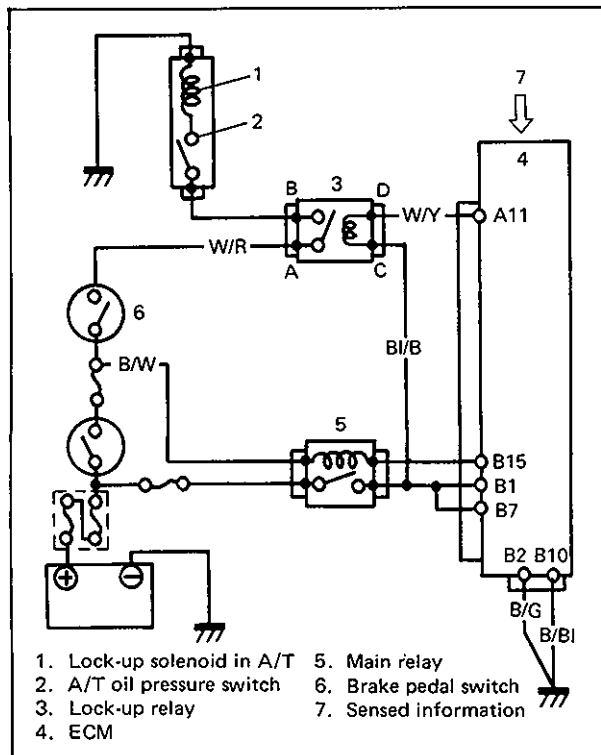 1
7
2
4
B 3 D
W/Y A11
W/R
A C
6
Bl/B
B/W
5
B15
B1
B7
B2 B10
B/G
B/Bl
+ −
1. Lock-up solenoid in A/T
2. A/T oil pressure switch
3. Lock-up relay
4. ECM
5. Main relay
6. Brake pedal switch
7. Sensed information